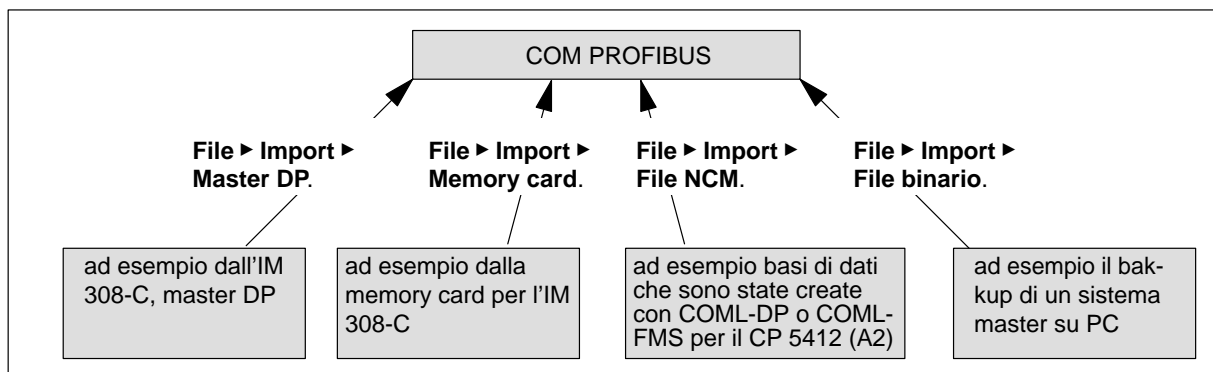 COM PROFIBUS
File ► Import ►
Master DP.
File ► Import ►
Memory card.
File ► Import ►
File NCM.
File ► Import ►
File binario.
ad esempio dall'IM
308-C, master DP
ad esempio dalla
memory card per l'IM
308-C
ad esempio basi di dati
che sono state create
con COML-DP o COML-
FMS per il CP 5412 (A2)
ad esempio il bak-
kup di un sistema
master su PC